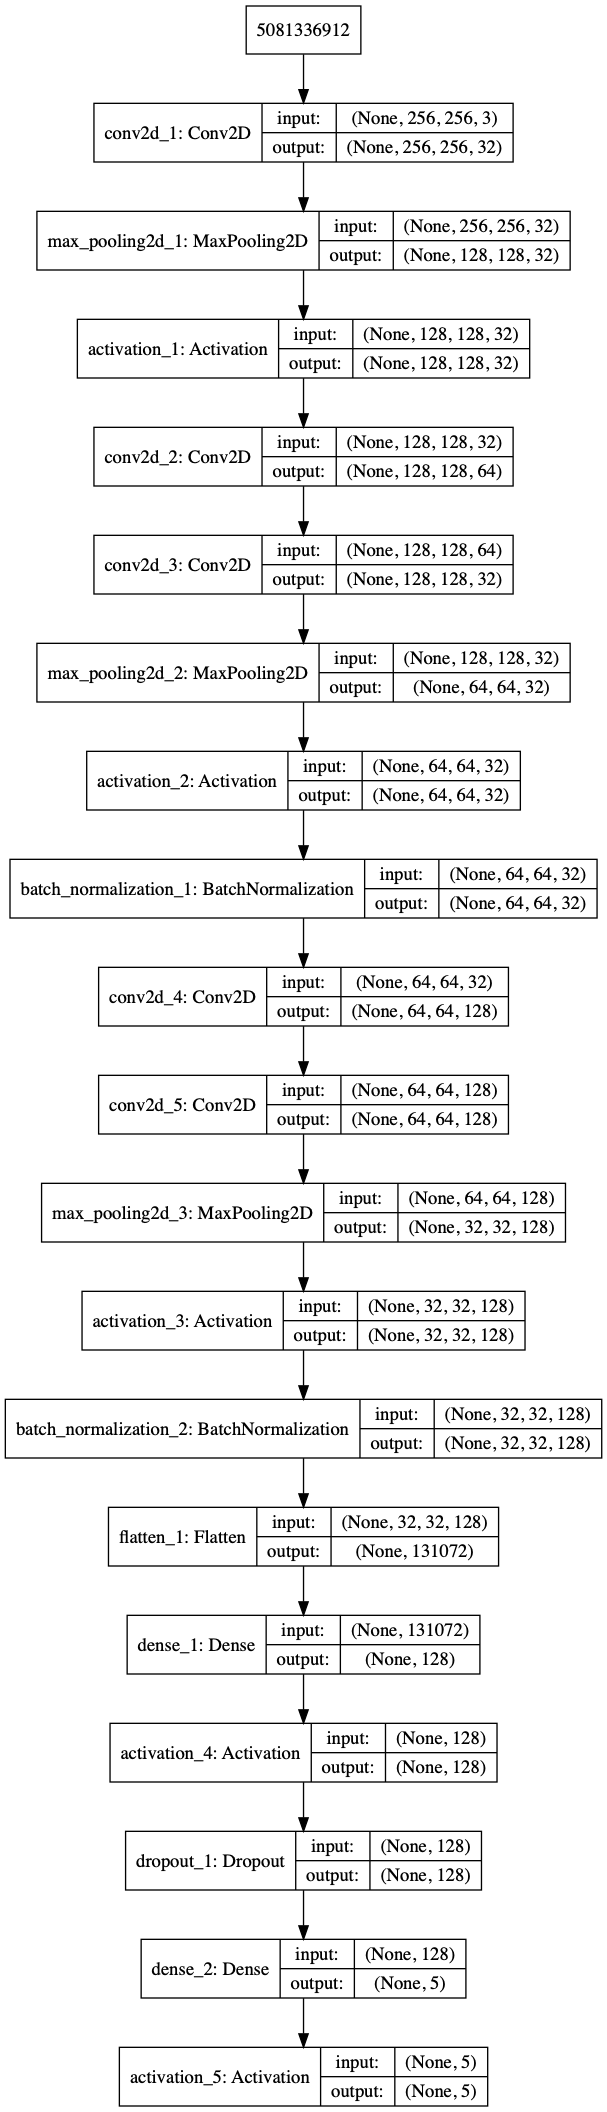 5081336912
conv2d_1: Conv2D
input: (None, 256, 256, 3)
output: (None, 256, 256, 32)
max_pooling2d_1: MaxPooling2D
input: (None, 256, 256, 32)
output: (None, 128, 128, 32)
activation_1: Activation
input: (None, 128, 128, 32)
output: (None, 128, 128, 32)
conv2d_2: Conv2D
input: (None, 128, 128, 32)
output: (None, 128, 128, 64)
conv2d_3: Conv2D
input: (None, 128, 128, 64)
output: (None, 128, 128, 32)
max_pooling2d_2: MaxPooling2D
input: (None, 128, 128, 32)
output: (None, 64, 64, 32)
activation_2: Activation
input: (None, 64, 64, 32)
output: (None, 64, 64, 32)
batch_normalization_1: BatchNormalization
input: (None, 64, 64, 32)
output: (None, 64, 64, 32)
conv2d_4: Conv2D
input: (None, 64, 64, 32)
output: (None, 64, 64, 128)
conv2d_5: Conv2D
input: (None, 64, 64, 128)
output: (None, 64, 64, 128)
max_pooling2d_3: MaxPooling2D
input: (None, 64, 64, 128)
output: (None, 32, 32, 128)
activation_3: Activation
input: (None, 32, 32, 128)
output: (None, 32, 32, 128)
batch_normalization_2: BatchNormalization
input: (None, 32, 32, 128)
output: (None, 32, 32, 128)
flatten_1: Flatten
input: (None, 32, 32, 128)
output: (None, 131072)
dense_1: Dense
input: (None, 131072)
output: (None, 128)
activation_4: Activation
input: (None, 128)
output: (None, 128)
dropout_1: Dropout
input: (None, 128)
output: (None, 128)
dense_2: Dense
input: (None, 128)
output: (None, 5)
activation_5: Activation
input: (None, 5)
output: (None, 5)